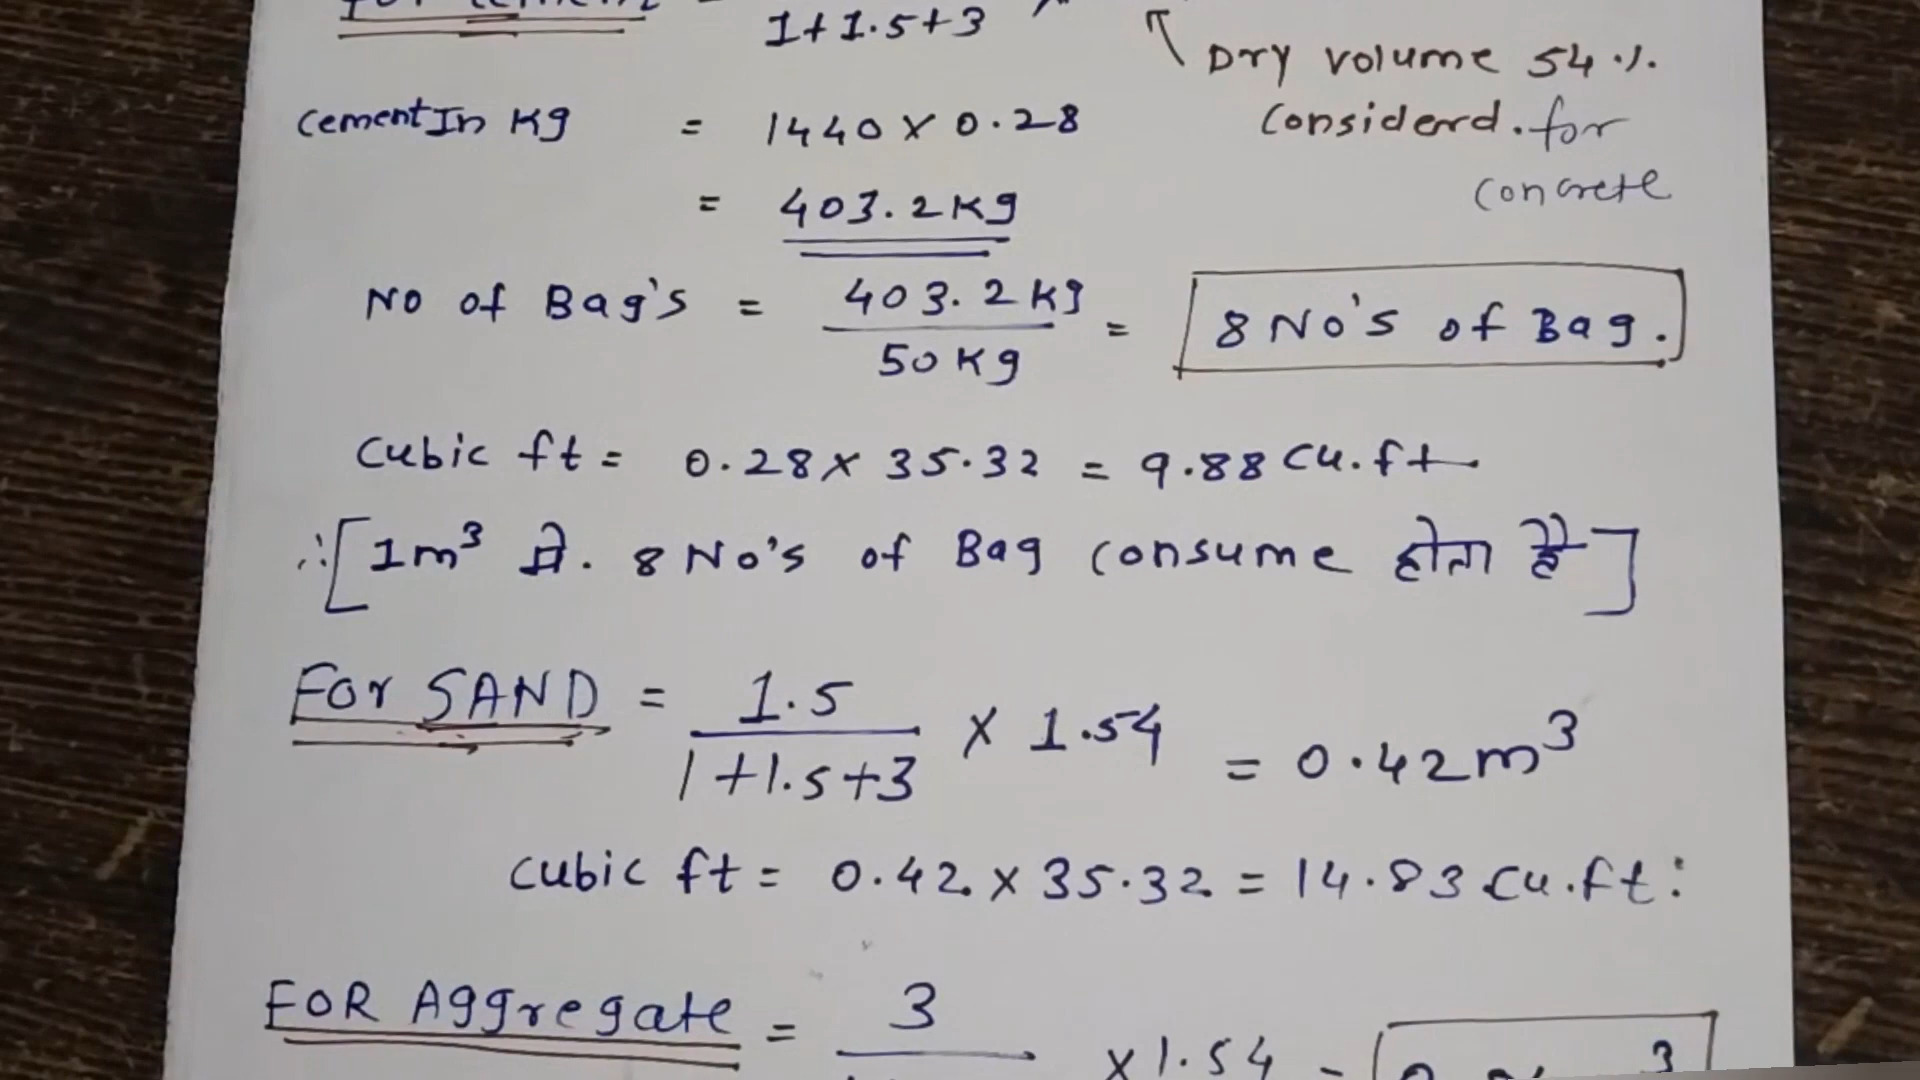 1+1.5+3
Dry volume 54%.
Considerd. for
concrete
cement In Kg = 1440 X 0.28
= 403.2 Kg
No of Bag's = 403.2 Kg / 50 Kg = 8 No's of Bag.
Cubic ft = 0.28 X 35.32 = 9.88 Cu.ft
∴ [1m³ में. 8 No's of Bag consume होता है]
For SAND = 1.5 / 1+1.5+3 X 1.54 = 0.42 m³
cubic ft = 0.42 X 35.32 = 14.83 Cu.ft:
FOR Aggregate = 3
X 1.54